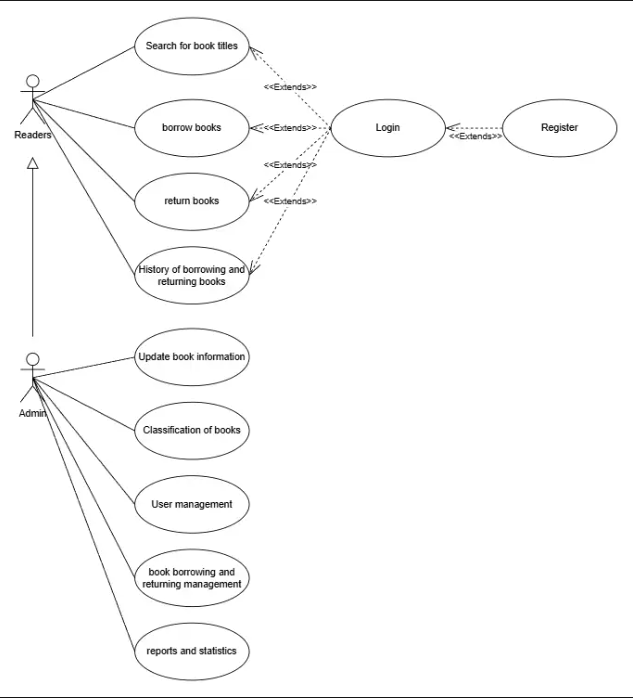 Search for book titles
<<Extends>>
Readers
borrow books
<<Extends>>
Login
<<Extends>>
Register
<<Extends>>
return books
<<Extends>>
History of borrowing and
returning books
Update book information
Admin
Classification of books
User management
book borrowing and
returning management
reports and statistics